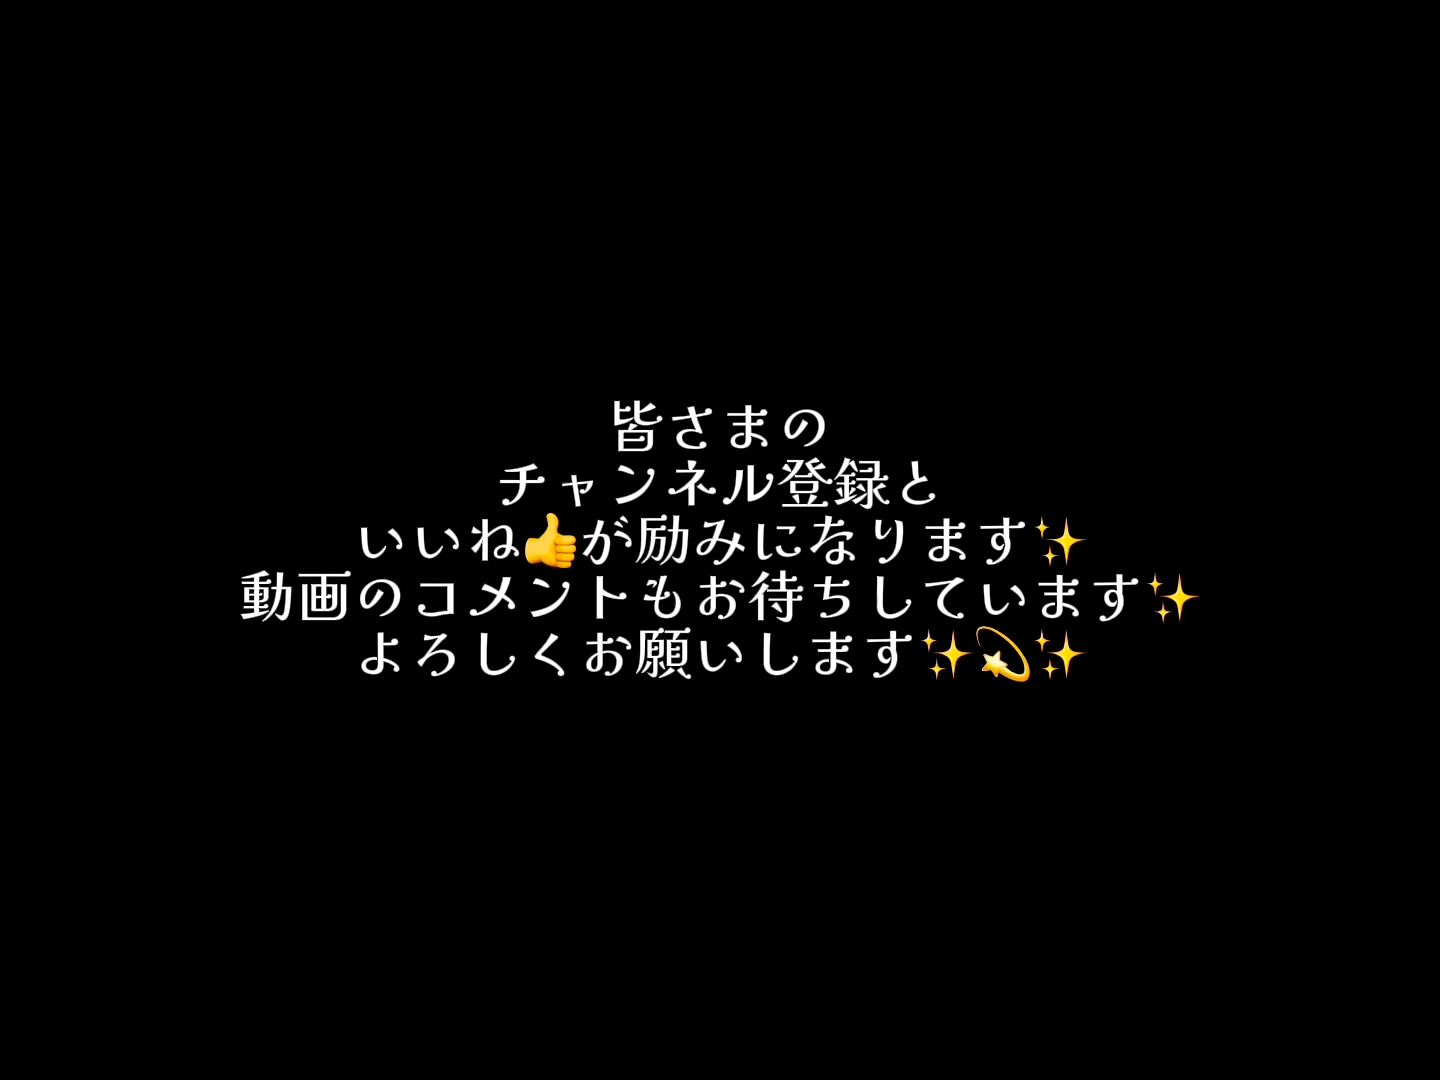 皆さまの
チャンネル登録と
いいね👍が励みになります✨
動画のコメントもお待ちしています✨
よろしくお願いします✨💫✨